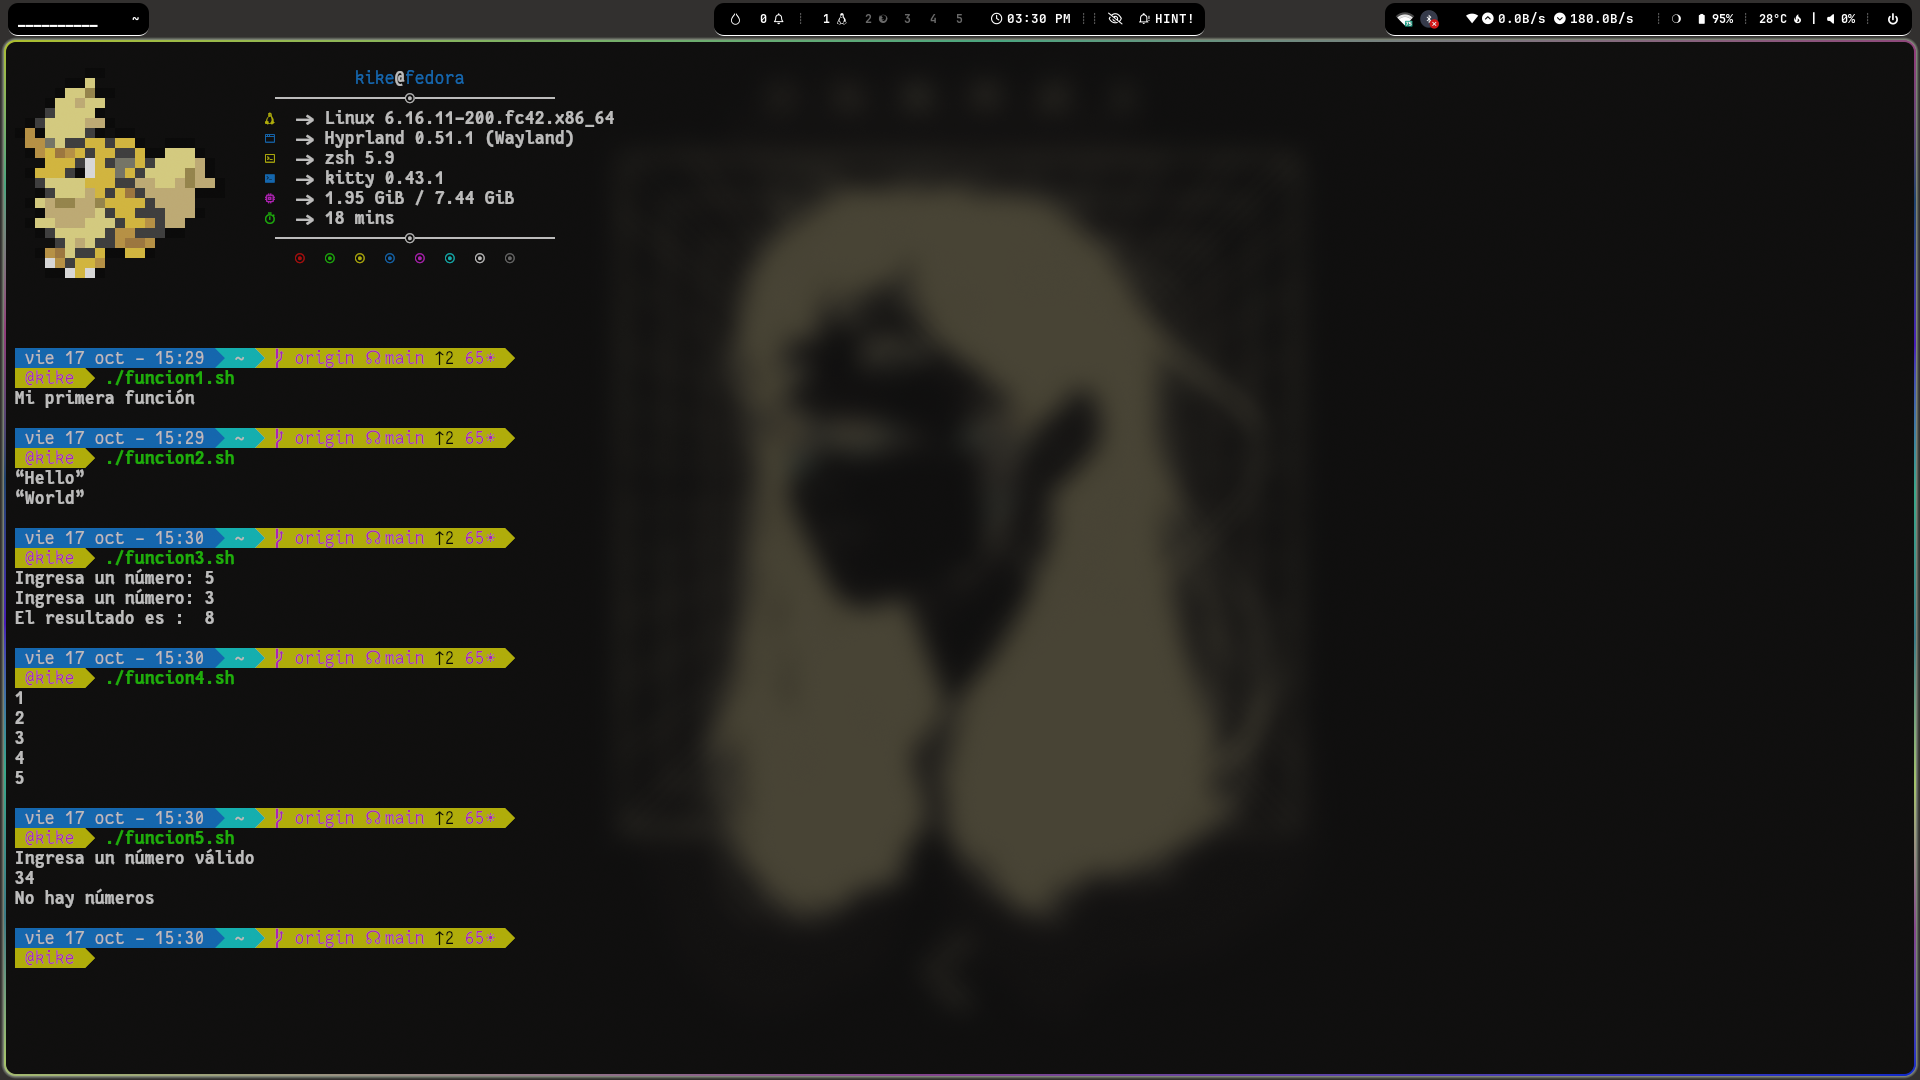 __________ ~
0
1 2 3 4 5
03:30 PM
HINT!
0.0B/s 180.0B/s
95%
28°C
0%
kike@fedora
Linux 6.16.11-200.fc42.x86_64
Hyprland 0.51.1 (Wayland)
zsh 5.9
kitty 0.43.1
1.95 GiB / 7.44 GiB
18 mins
vie 17 oct - 15:29 ~ origin main ↑2 65*
@kike ./funcion1.sh
Mi primera función
vie 17 oct - 15:29 ~ origin main ↑2 65*
@kike ./funcion2.sh
“Hello”
“World”
vie 17 oct - 15:30 ~ origin main ↑2 65*
@kike ./funcion3.sh
Ingresa un número: 5
Ingresa un número: 3
El resultado es :  8
vie 17 oct - 15:30 ~ origin main ↑2 65*
@kike ./funcion4.sh
1
2
3
4
5
vie 17 oct - 15:30 ~ origin main ↑2 65*
@kike ./funcion5.sh
Ingresa un número válido
34
No hay números
vie 17 oct - 15:30 ~ origin main ↑2 65*
@kike